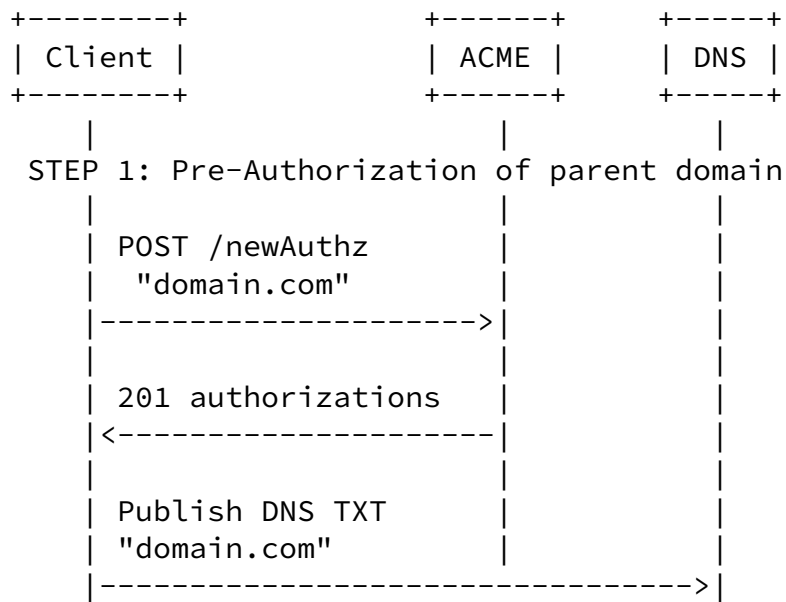 +--------+                +------+      +-----+
| Client |                | ACME |      | DNS |
+--------+                +------+      +-----+
     |                        |            |
 STEP 1: Pre-Authorization of parent domain
     |                        |            |
     | POST /newAuthz         |            |
     |  "domain.com"          |            |
     |--------------------->|            |
     |                        |            |
     | 201 authorizations     |            |
     |<---------------------|            |
     |                        |            |
     | Publish DNS TXT        |            |
     | "domain.com"           |            |
     |--------------------------------->|